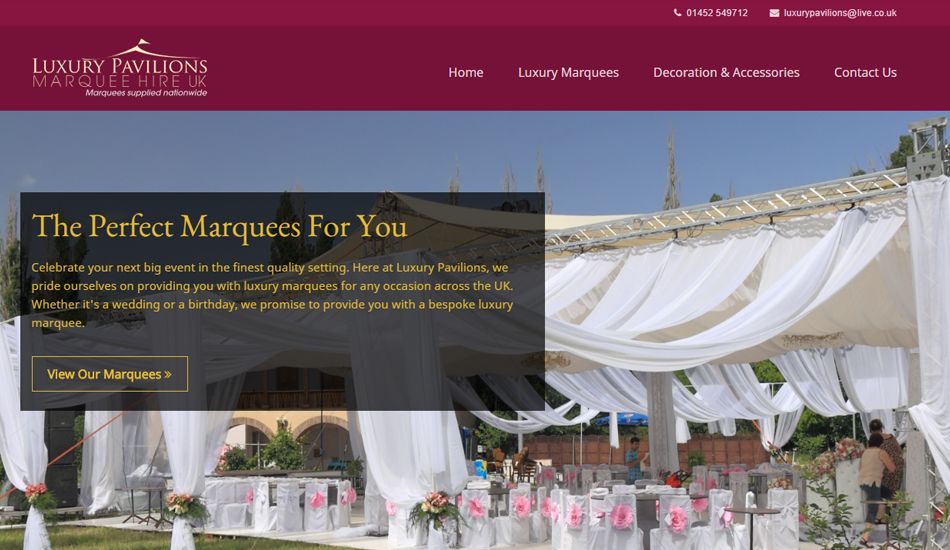 01452 549712 luxurypavilions@live.co.uk
LUXURY PAVILIONS
MARQUEE HIRE UK
Marquees supplied nationwide
Home Luxury Marquees Decoration & Accessories Contact Us
The Perfect Marquees For You
Celebrate your next big event in the finest quality setting. Here at Luxury Pavilions, we
pride ourselves on providing you with luxury marquees for any occasion across the UK.
Whether it's a wedding or a birthday, we promise to provide you with a bespoke luxury
marquee.
View Our Marquees »